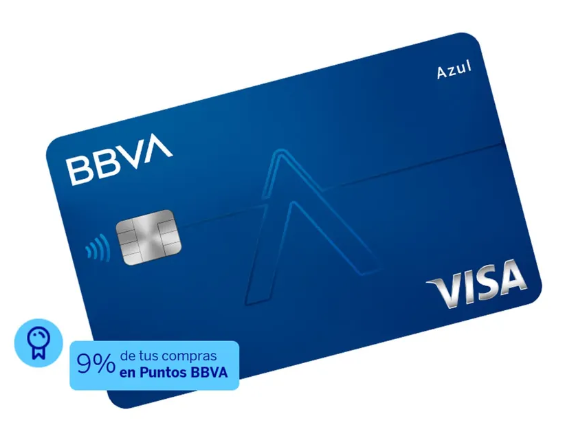 Azul
BBVA
VISA
9% de tus compras
en Puntos BBVA